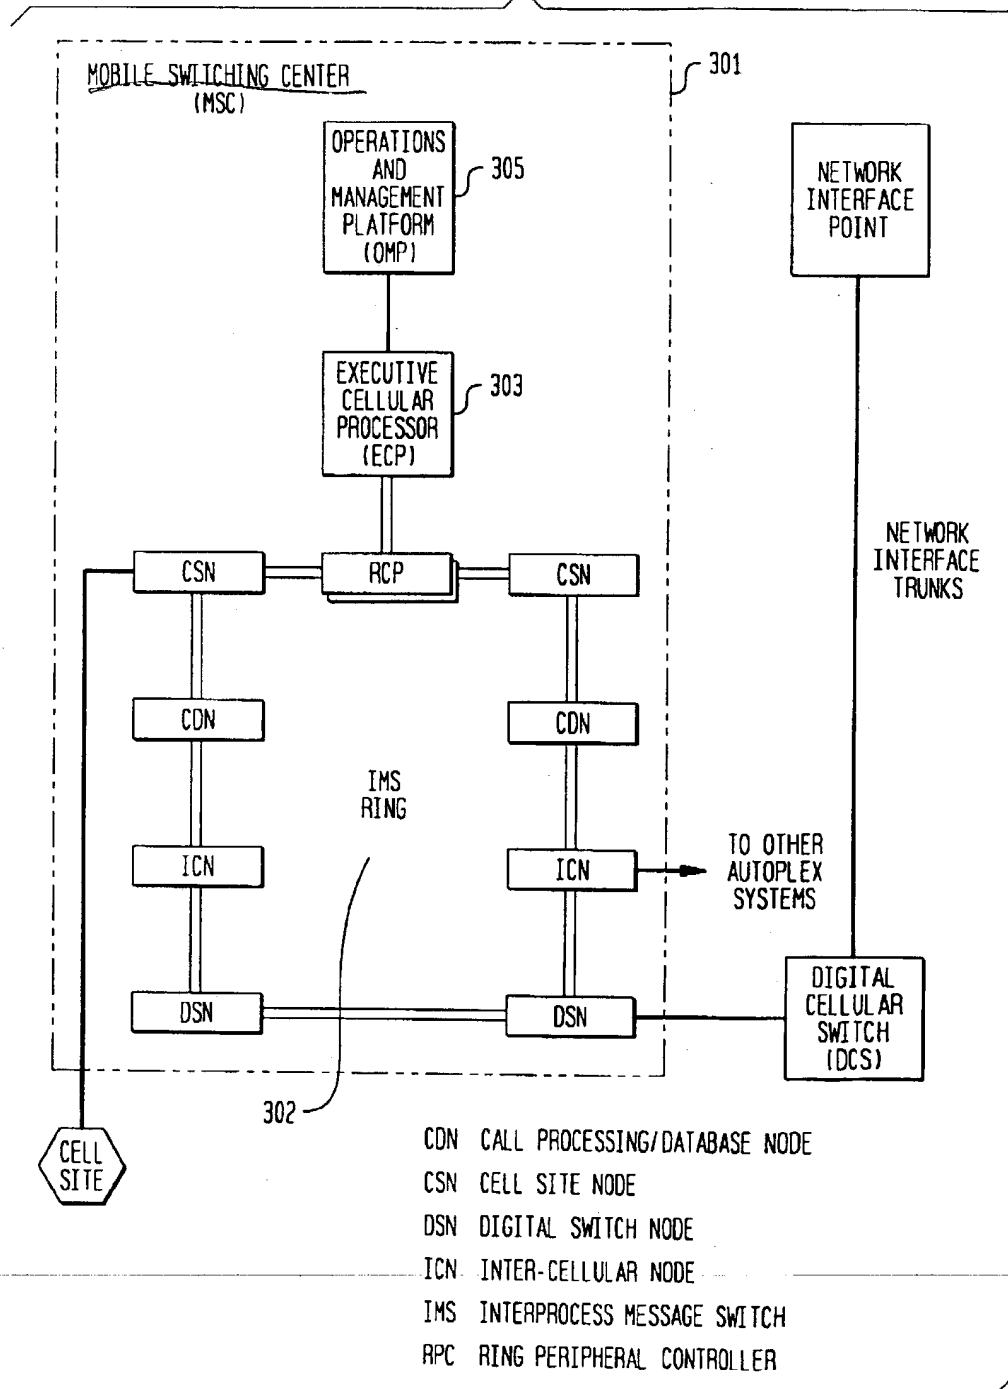 MOBILE SWITCHING CENTER
(MSC)
301
OPERATIONS
AND
MANAGEMENT
PLATFORM
(OMP)
305
NETWORK
INTERFACE
POINT
EXECUTIVE
CELLULAR
PROCESSOR
(ECP)
303
NETWORK
INTERFACE
TRUNKS
CSN
RCP
CSN
CDN
CDN
IMS
RING
ICN
ICN
TO OTHER
AUTOPLEX
SYSTEMS
DSN
DSN
DIGITAL
CELLULAR
SWITCH
(DCS)
302
CELL
SITE
CDN CALL PROCESSING/DATABASE NODE
CSN CELL SITE NODE
DSN DIGITAL SWITCH NODE
ICN INTER-CELLULAR NODE
IMS INTERPROCESS MESSAGE SWITCH
RPC RING PERIPHERAL CONTROLLER